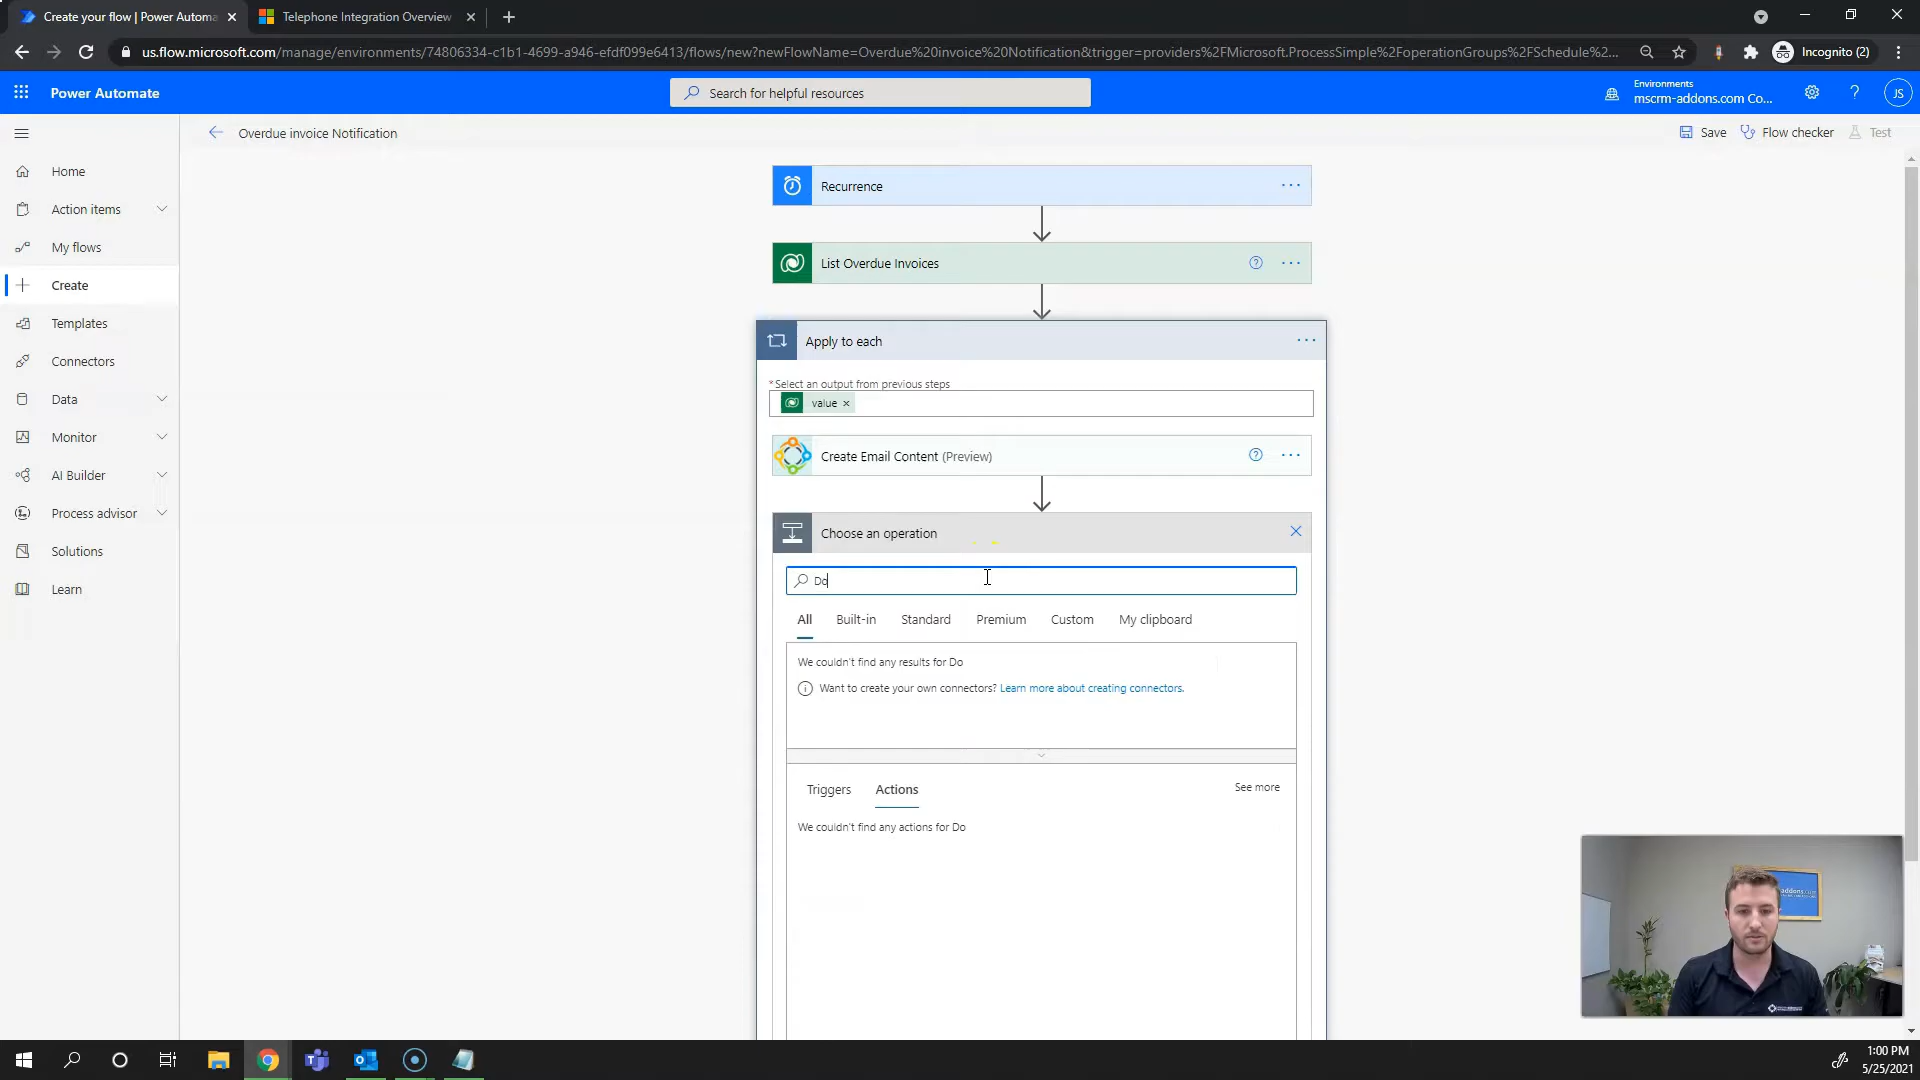 Create your flow | Power Automa
Telephone Integration Overview
us.flow.microsoft.com/manage/environments/74806334-c1b1-4699-a946-efdf099e6413/flows/new?newFlowName=Overdue%20invoice%20Notification&trigger=providers%2FMicrosoft.ProcessSimple%2FoperationGroups%2FSchedule%2...
Incognito (2)
Power Automate
Search for helpful resources
Environments
mscrm-addons.com Co...
JS
Overdue invoice Notification
Save
Flow checker
Test
Home
Action items
My flows
Create
Templates
Connectors
Data
Monitor
AI Builder
Process advisor
Solutions
Learn
Recurrence
List Overdue Invoices
Apply to each
*Select an output from previous steps
value ×
Create Email Content (Preview)
Choose an operation
Do
All
Built-in
Standard
Premium
Custom
My clipboard
We couldn't find any results for Do
Want to create your own connectors? Learn more about creating connectors.
Triggers
Actions
See more
We couldn't find any actions for Do
1:00 PM
5/25/2021